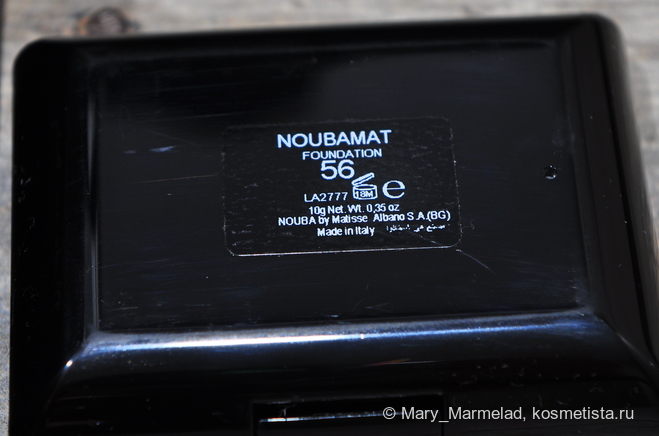 NOUBAMAT
FOUNDATION
56
LA2777 18M e
10g Net. Wt. 0,35 oz
NOUBA by Matisse Albano S.A.(BG)
Made in Italy
© Mary_Marmelad, kosmetista.ru